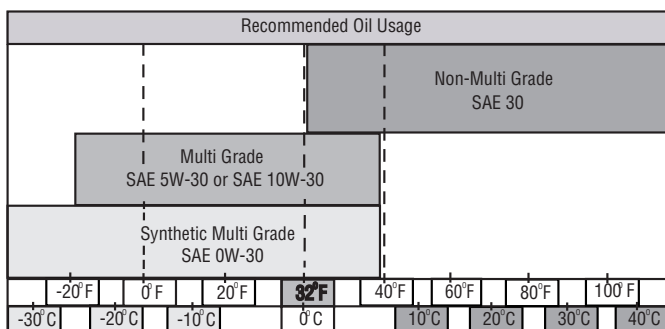 Recommended Oil Usage
Non-Multi Grade
SAE 30
Multi Grade
SAE 5W-30 or SAE 10W-30
Synthetic Multi Grade
SAE 0W-30
-20°F 0°F 20°F 32°F 40°F 60°F 80°F 100°F
-30°C -20°C -10°C 0°C 10°C 20°C 30°C 40°C